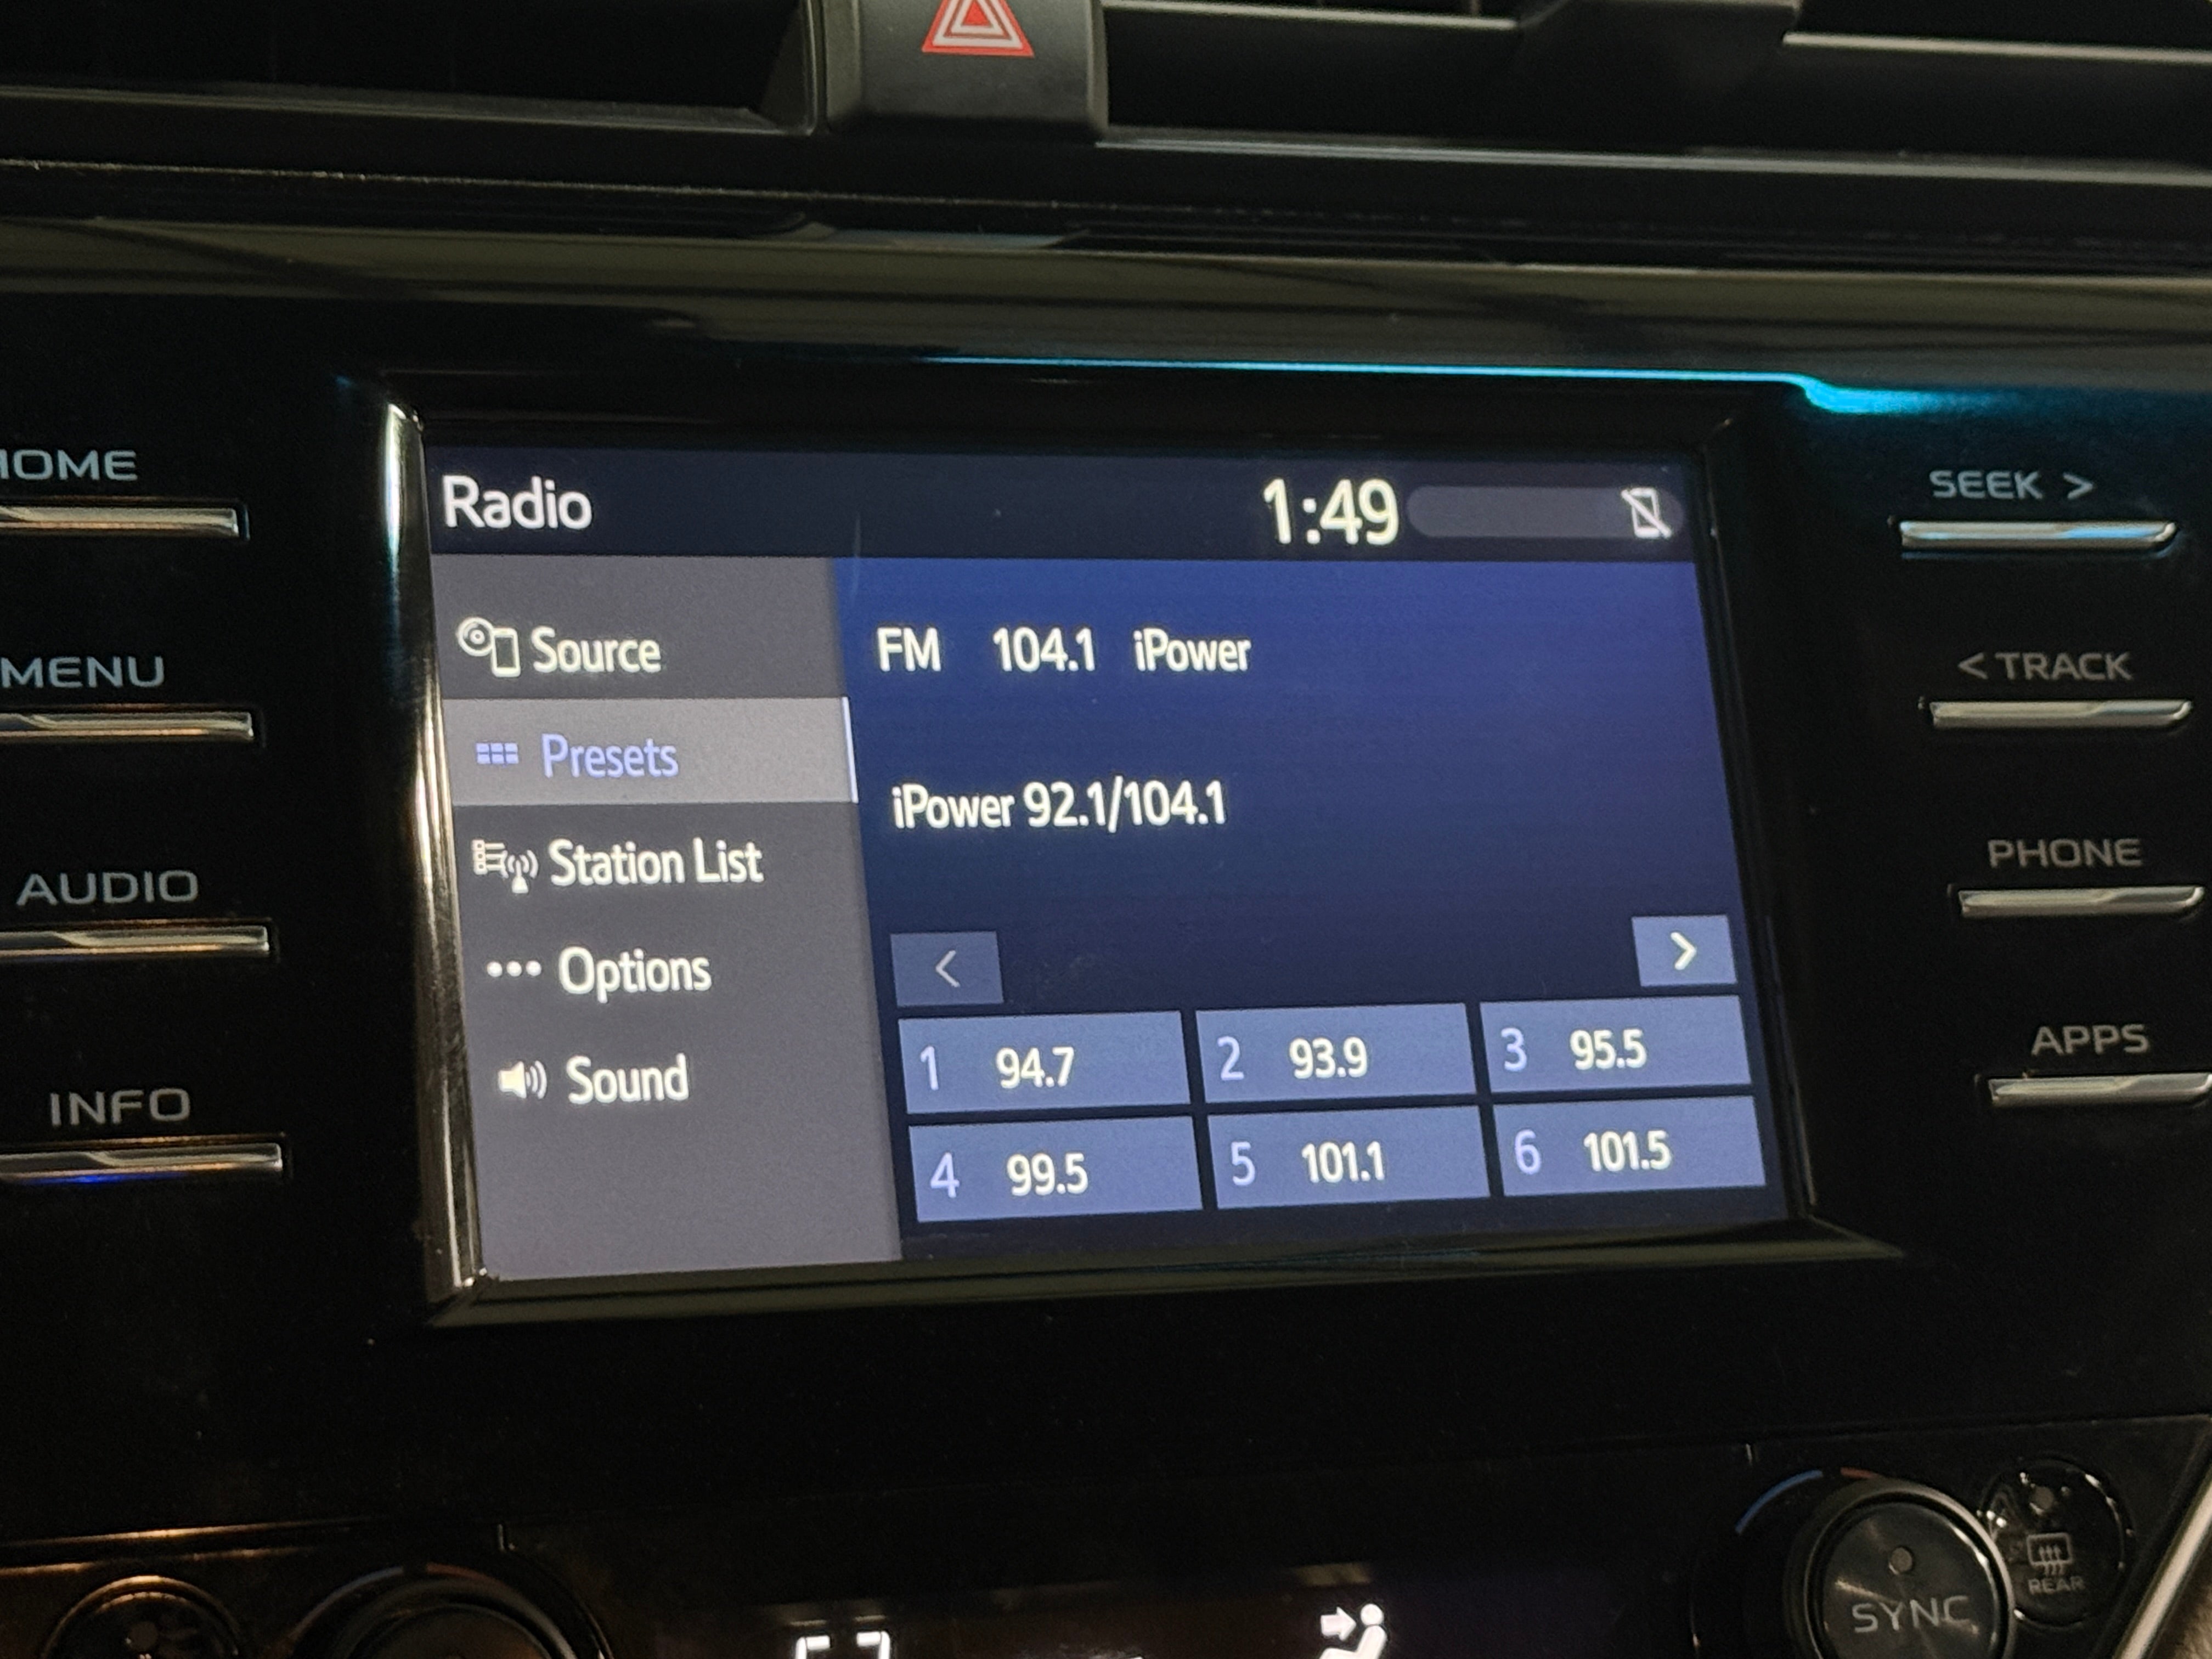 Radio 1:49
HOME
SEEK >
Source
FM 104.1 iPower
MENU
< TRACK
Presets
iPower 92.1/104.1
AUDIO
Station List
PHONE
Options
< >
INFO
Sound
APPS
1 94.7 2 93.9 3 95.5
4 99.5 5 101.1 6 101.5
SYNC
REAR